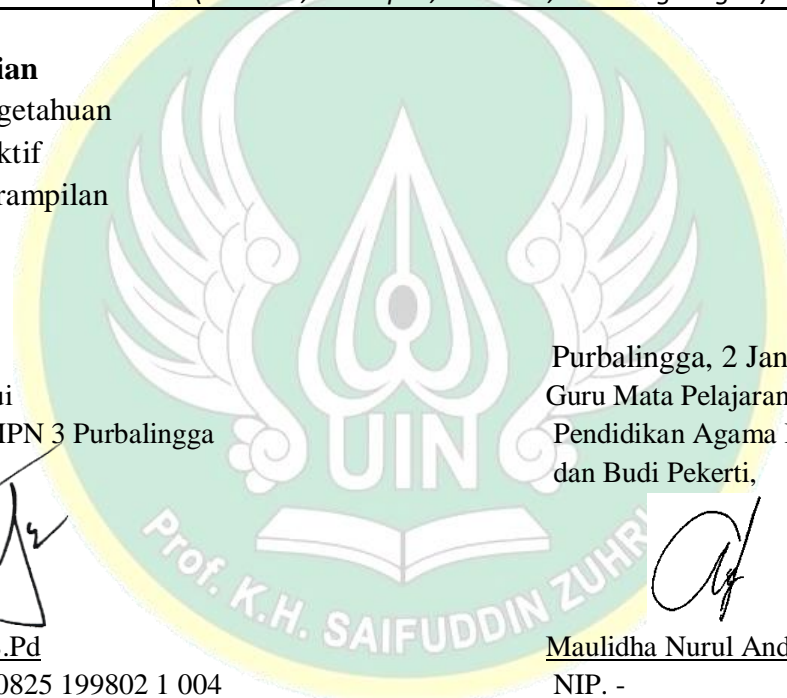 ian
getahuan
ktif
rampilan
Purbalingga, 2 Jan
ui
Guru Mata Pelajaran
IPN 3 Purbalingga
Pendidikan Agama
dan Budi Pekerti,
UIN
Prof. K.H. SAIFUDDIN ZUHRI
.Pd
Maulidha Nurul And
0825 199802 1 004
NIP. -